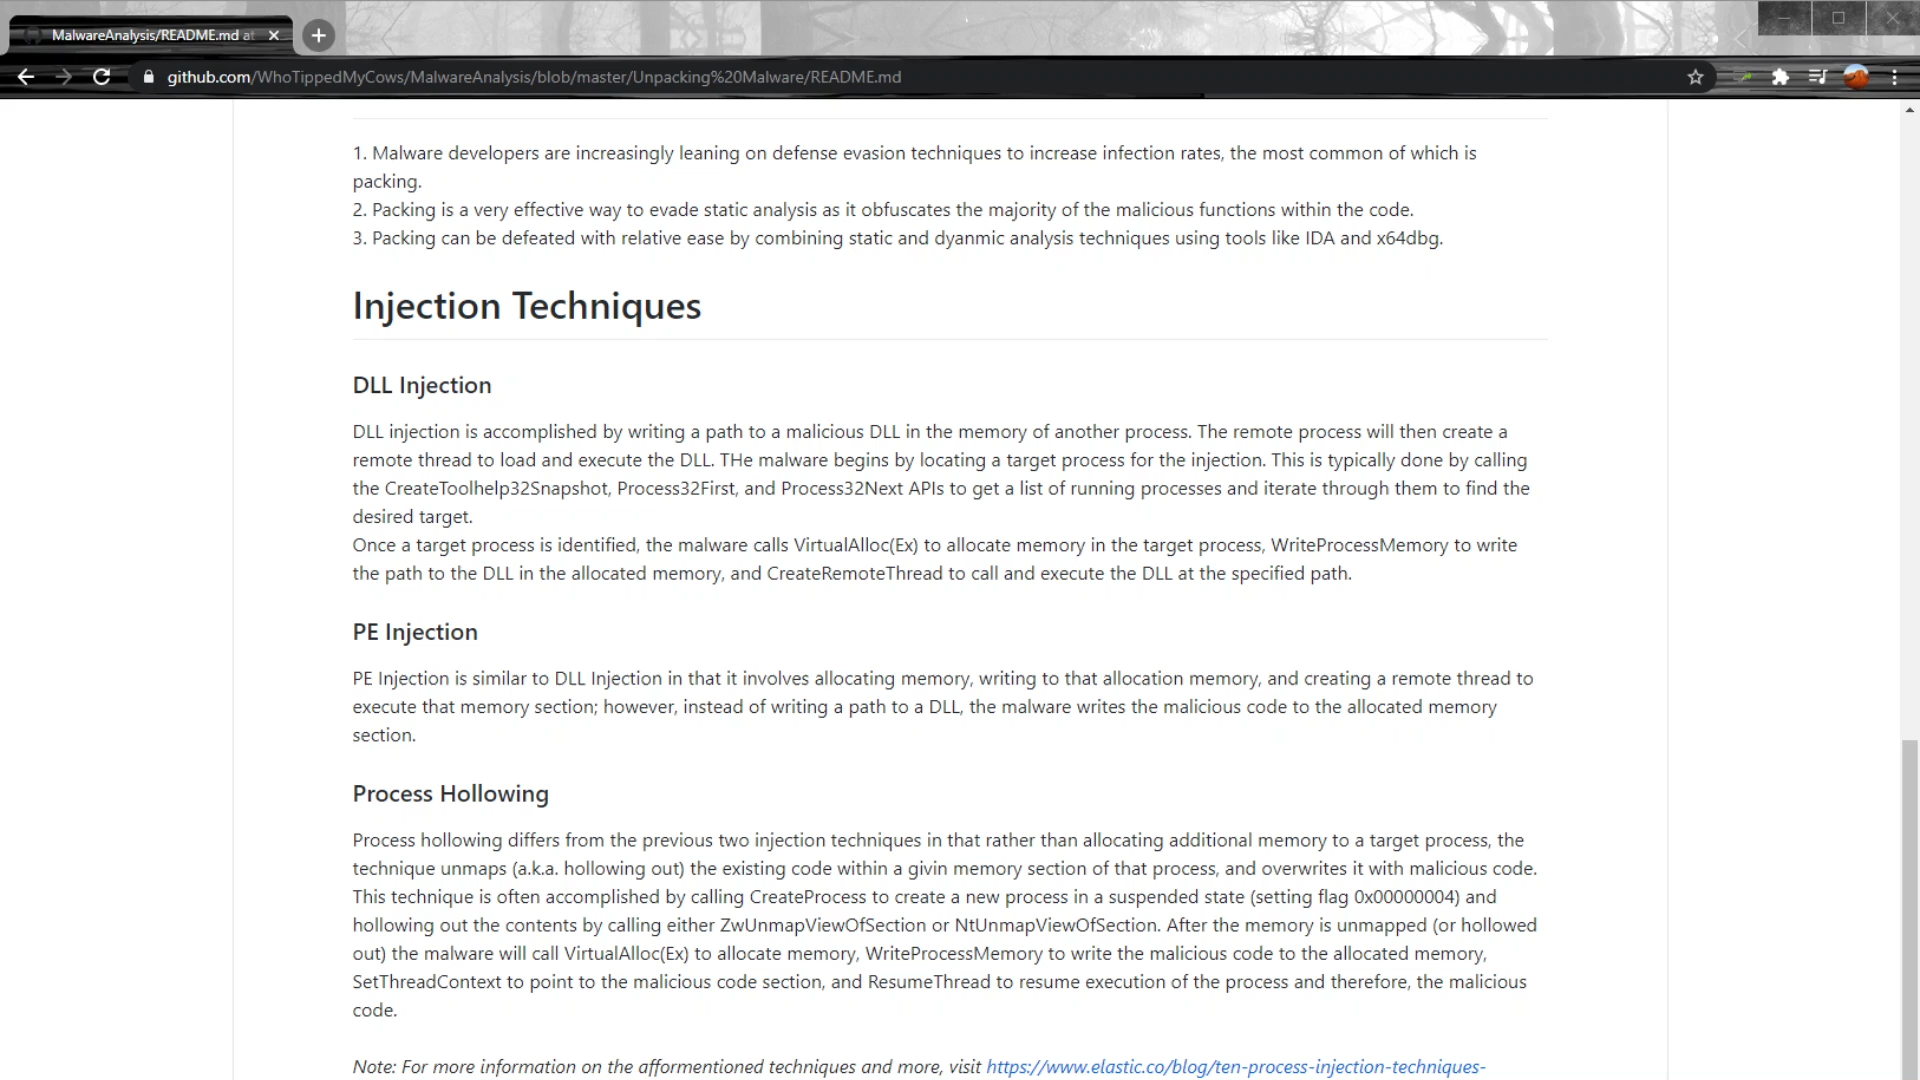 MalwareAnalysis/README.md at
github.com/WhoTippedMyCows/MalwareAnalysis/blob/master/Unpacking%20Malware/README.md
1. Malware developers are increasingly leaning on defense evasion techniques to increase infection rates, the most common of which is
packing.
2. Packing is a very effective way to evade static analysis as it obfuscates the majority of the malicious functions within the code.
3. Packing can be defeated with relative ease by combining static and dyanmic analysis techniques using tools like IDA and x64dbg.
Injection Techniques
DLL Injection
DLL injection is accomplished by writing a path to a malicious DLL in the memory of another process. The remote process will then create a
remote thread to load and execute the DLL. THe malware begins by locating a target process for the injection. This is typically done by calling
the CreateToolhelp32Snapshot, Process32First, and Process32Next APIs to get a list of running processes and iterate through them to find the
desired target.
Once a target process is identified, the malware calls VirtualAlloc(Ex) to allocate memory in the target process, WriteProcessMemory to write
the path to the DLL in the allocated memory, and CreateRemoteThread to call and execute the DLL at the specified path.
PE Injection
PE Injection is similar to DLL Injection in that it involves allocating memory, writing to that allocation memory, and creating a remote thread to
execute that memory section; however, instead of writing a path to a DLL, the malware writes the malicious code to the allocated memory
section.
Process Hollowing
Process hollowing differs from the previous two injection techniques in that rather than allocating additional memory to a target process, the
technique unmaps (a.k.a. hollowing out) the existing code within a givin memory section of that process, and overwrites it with malicious code.
This technique is often accomplished by calling CreateProcess to create a new process in a suspended state (setting flag 0x00000004) and
hollowing out the contents by calling either ZwUnmapViewOfSection or NtUnmapViewOfSection. After the memory is unmapped (or hollowed
out) the malware will call VirtualAlloc(Ex) to allocate memory, WriteProcessMemory to write the malicious code to the allocated memory,
SetThreadContext to point to the malicious code section, and ResumeThread to resume execution of the process and therefore, the malicious
code.
Note: For more information on the afformentioned techniques and more, visit https://www.elastic.co/blog/ten-process-injection-techniques-